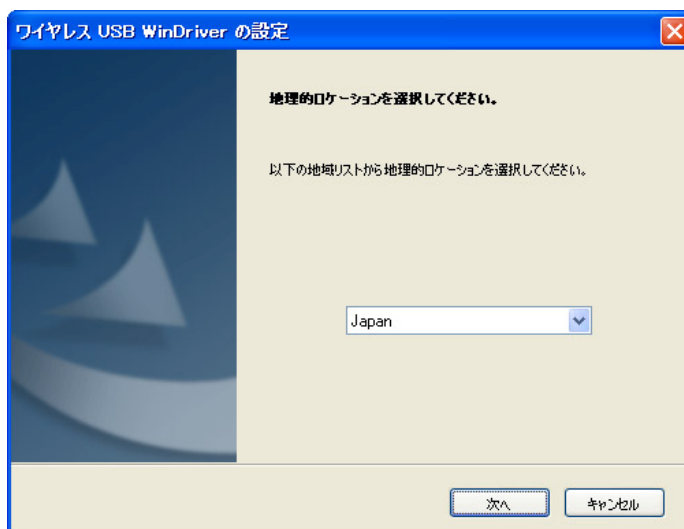 ワイヤレス USB WinDriver の設定
地理的ロケーションを選択してください。
以下の地域リストから地理的ロケーションを選択してください。
Japan
次へ
キャンセル